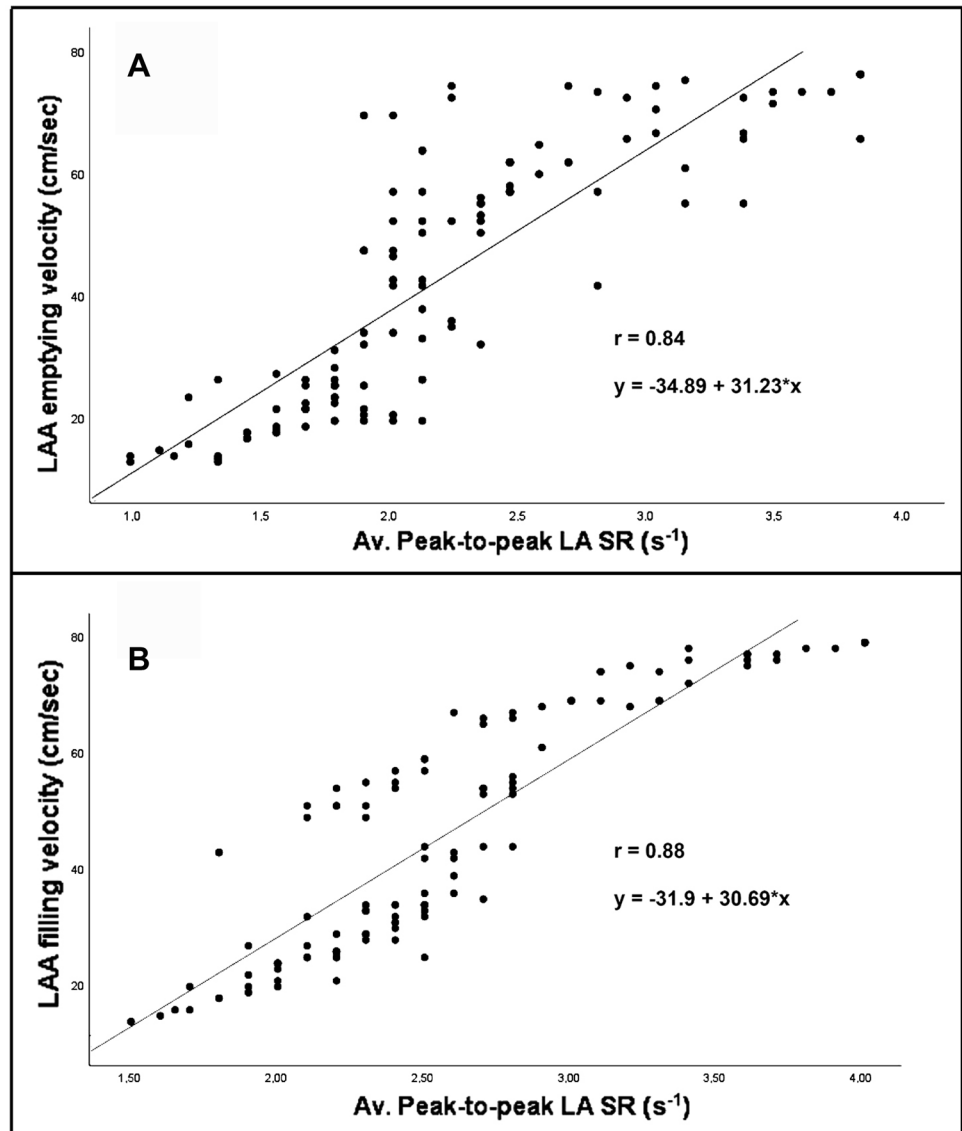 A
LAA emptying velocity (cm/sec)
80
60
40
20
r = 0.84
y = -34.89 + 31.23*x
1.0 1.5 2.0 2.5 3.0 3.5 4.0
Av. Peak-to-peak LA SR (s⁻¹)
B
LAA filling velocity (cm/sec)
80
60
40
20
r = 0.88
y = -31.9 + 30.69*x
1.50 2.00 2.50 3.00 3.50 4.00
Av. Peak-to-peak LA SR (s⁻¹)